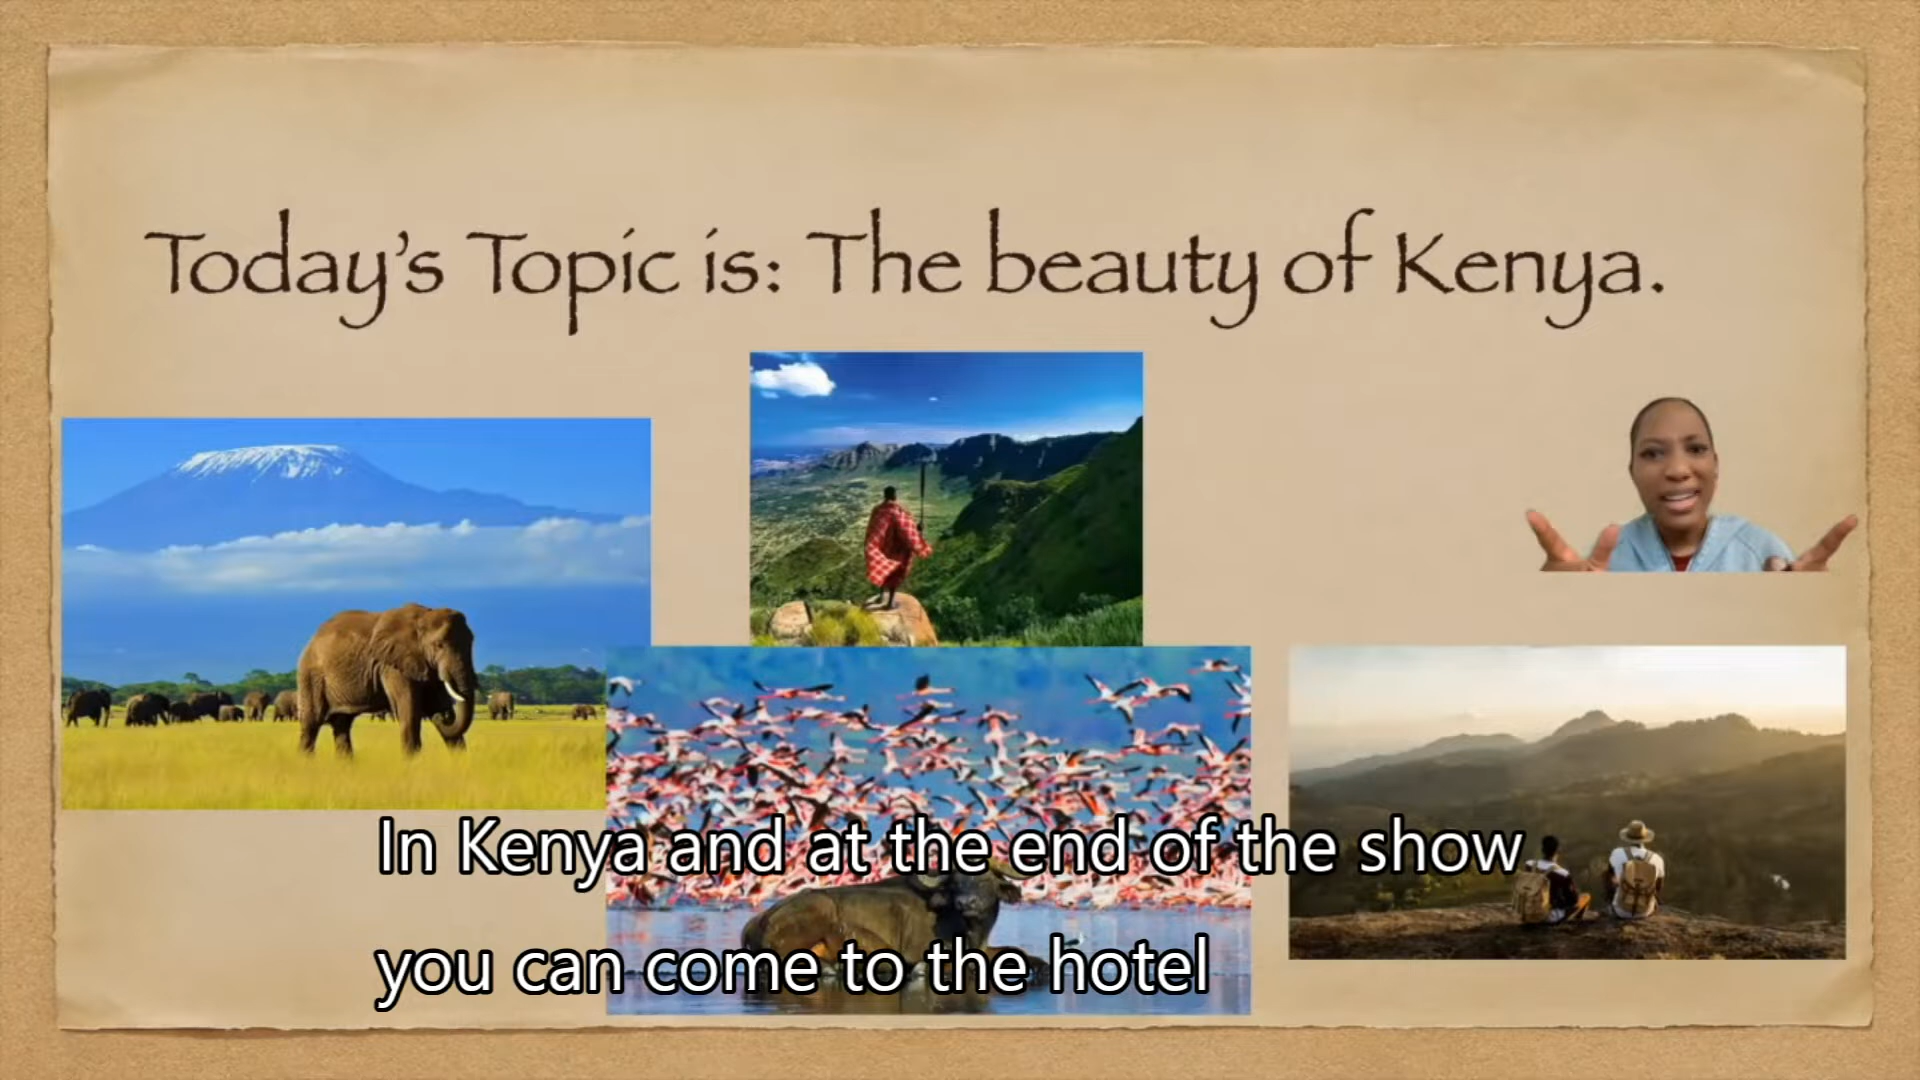 Today's Topic is: The beauty of Kenya.
In Kenya and at the end of the show
you can come to the hotel